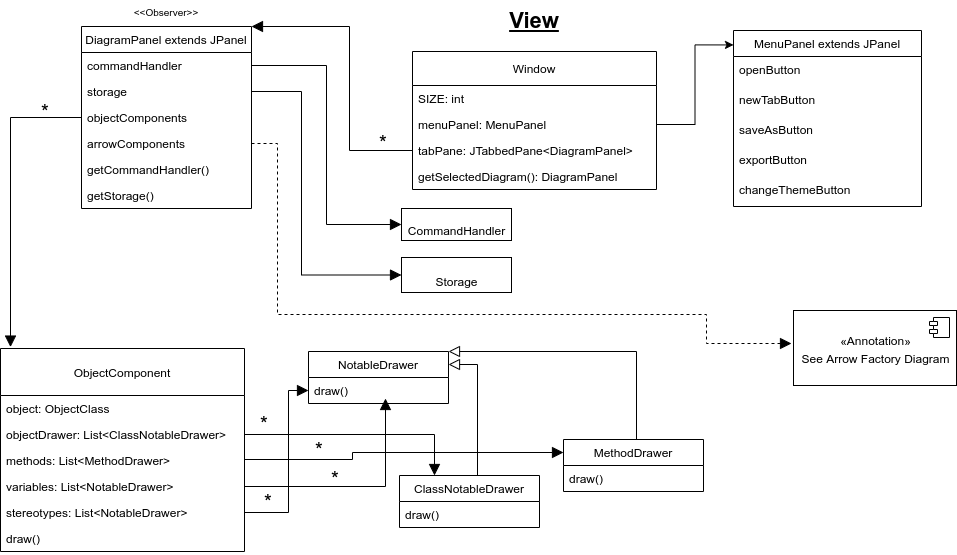 View
<<Observer>>
DiagramPanel extends JPanel
commandHandler
storage
objectComponents
arrowComponents
getCommandHandler()
getStorage()
*
*
Window
SIZE: int
menuPanel: MenuPanel
tabPane: JTabbedPane<DiagramPanel>
getSelectedDiagram(): DiagramPanel
MenuPanel extends JPanel
openButton
newTabButton
saveAsButton
exportButton
changeThemeButton
CommandHandler
Storage
«Annotation»
See Arrow Factory Diagram
ObjectComponent
object: ObjectClass
objectDrawer: List<ClassNotableDrawer>
methods: List<MethodDrawer>
variables: List<NotableDrawer>
stereotypes: List<NotableDrawer>
draw()
*
*
*
*
NotableDrawer
draw()
ClassNotableDrawer
draw()
MethodDrawer
draw()